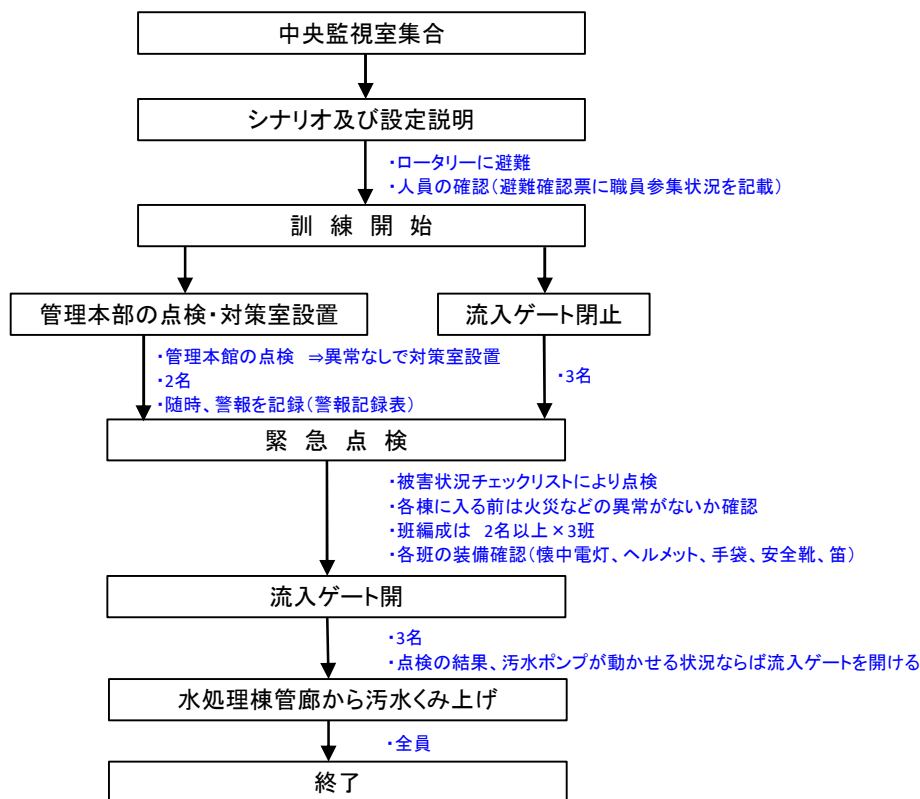 中央監視室集合
シナリオ及び設定説明
・ロータリーに避難
・人員の確認(避難確認票に職員参集状況を記載)
訓 練 開 始
管理本部の点検・対策室設置
流入ゲート閉止
・管理本館の点検 ⇒異常なしで対策室設置
・2名
・随時、警報を記録(警報記録表)
・3名
緊 急 点 検
・被害状況チェックリストにより点検
・各棟に入る前は火災などの異常がないか確認
・班編成は 2名以上×3班
・各班の装備確認(懐中電灯、ヘルメット、手袋、安全靴、笛)
流入ゲート開
・3名
・点検の結果、汚水ポンプが動かせる状況ならば流入ゲートを開ける
水処理棟管廊から汚水くみ上げ
・全員
終了